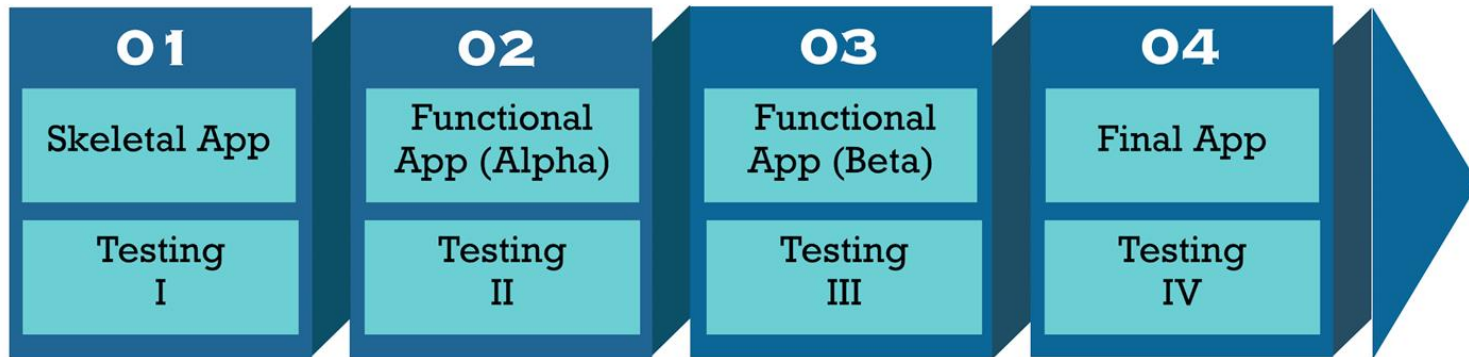 01
Skeletal App
Testing
I
02
Functional
App (Alpha)
Testing
II
03
Functional
App (Beta)
Testing
III
04
Final App
Testing
IV